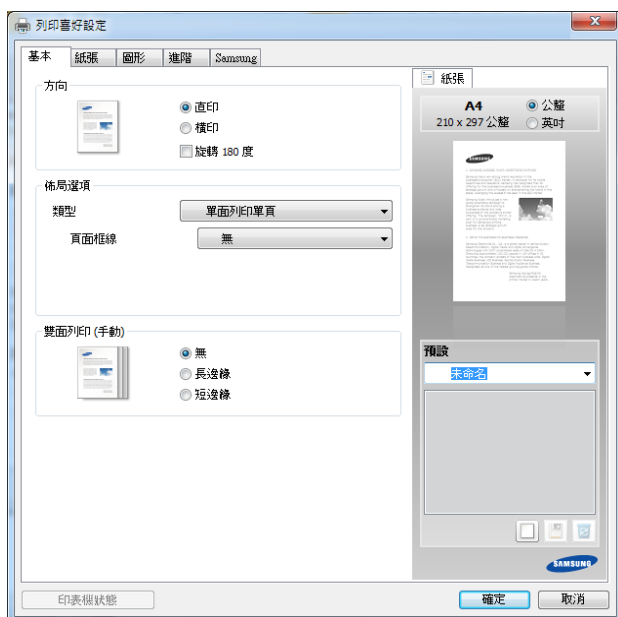 列印喜好設定
基本 紙張 圖形 進階 Samsung
方向
直印
橫印
旋轉 180 度
佈局選項
類型 單面列印單頁
頁面框線 無
雙面列印 (手動)
無
長邊緣
短邊緣
紙張
A4
210 x 297 公釐
公釐
英吋
SAMSUNG
預設
未命名
SAMSUNG
印表機狀態 確定 取消